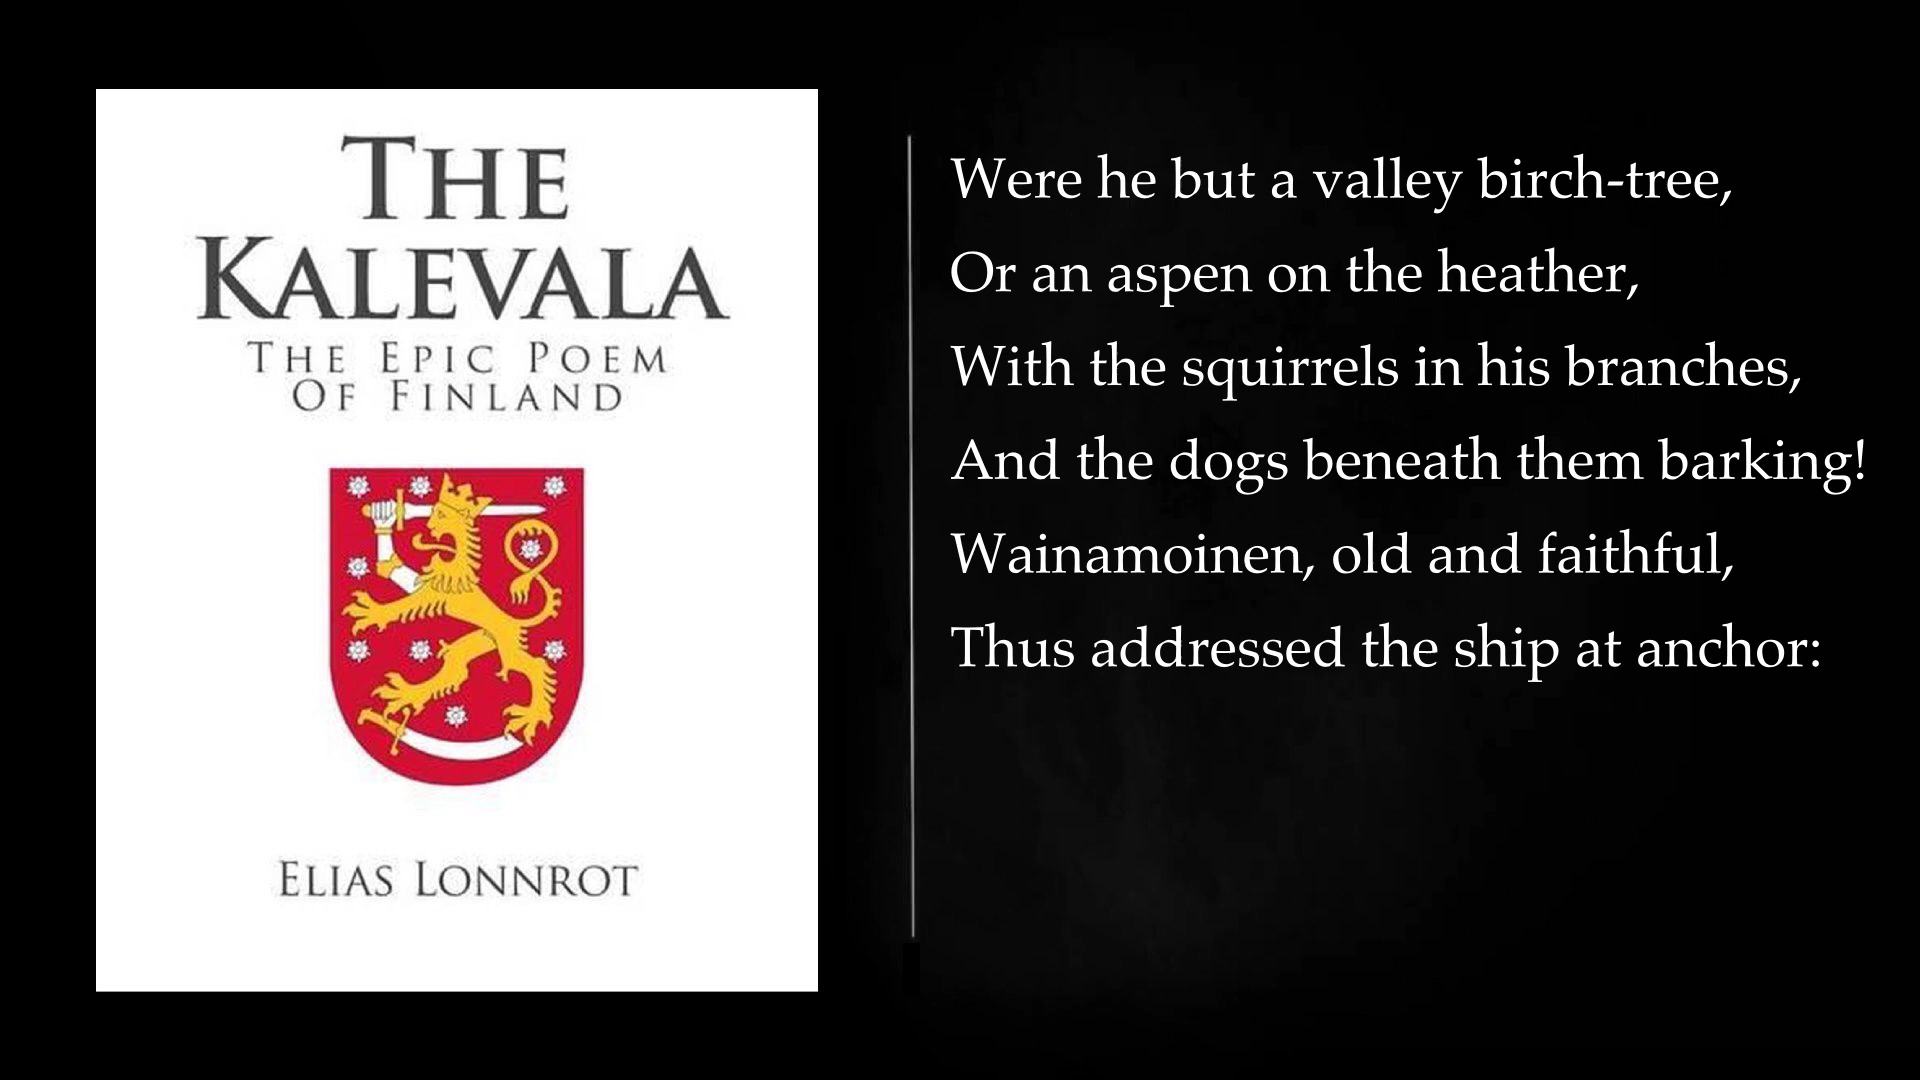 THE
KALEVALA
THE EPIC POEM
OF FINLAND
ELIAS LONNROT
Were he but a valley birch-tree,
Or an aspen on the heather,
With the squirrels in his branches,
And the dogs beneath them barking!
Wainamoinen, old and faithful,
Thus addressed the ship at anchor: